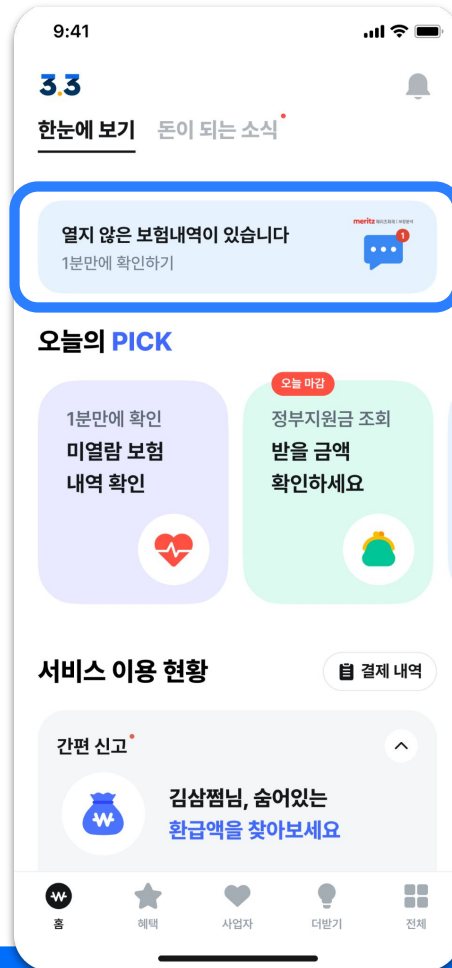 9:41
3.3
한눈에 보기 돈이 되는 소식
열지 않은 보험내역이 있습니다
1분만에 확인하기
meritz
1
오늘의 PICK
1분만에 확인
미열람 보험
내역 확인
오늘 마감
정부지원금 조회
받을 금액
확인하세요
서비스 이용 현황
결제 내역
간편 신고
김삼쩜님, 숨어있는
환급액을 찾아보세요
홈 혜택 사업자 더받기 전체